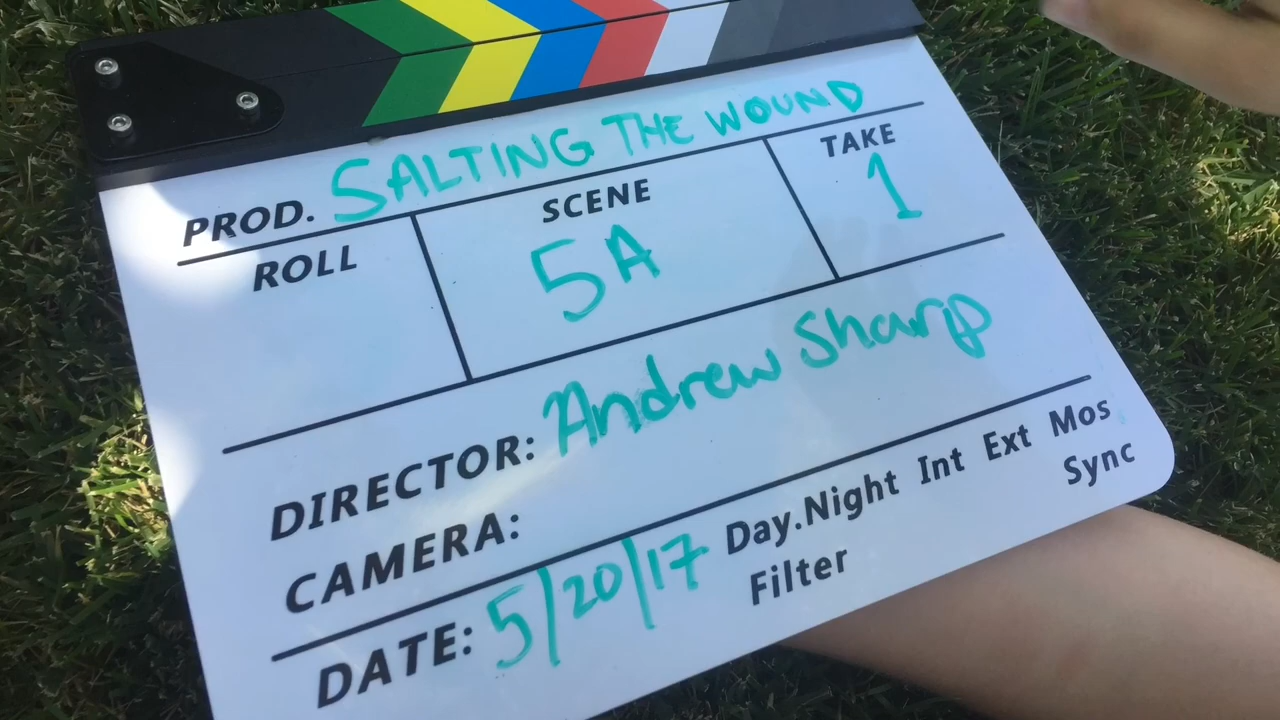 PROD. SALTING THE WOUND
ROLL SCENE TAKE
5A 1
DIRECTOR: Andrew Sharp
CAMERA:
DATE: 5/20/17 Day.Night Int Ext Mos
Filter Sync